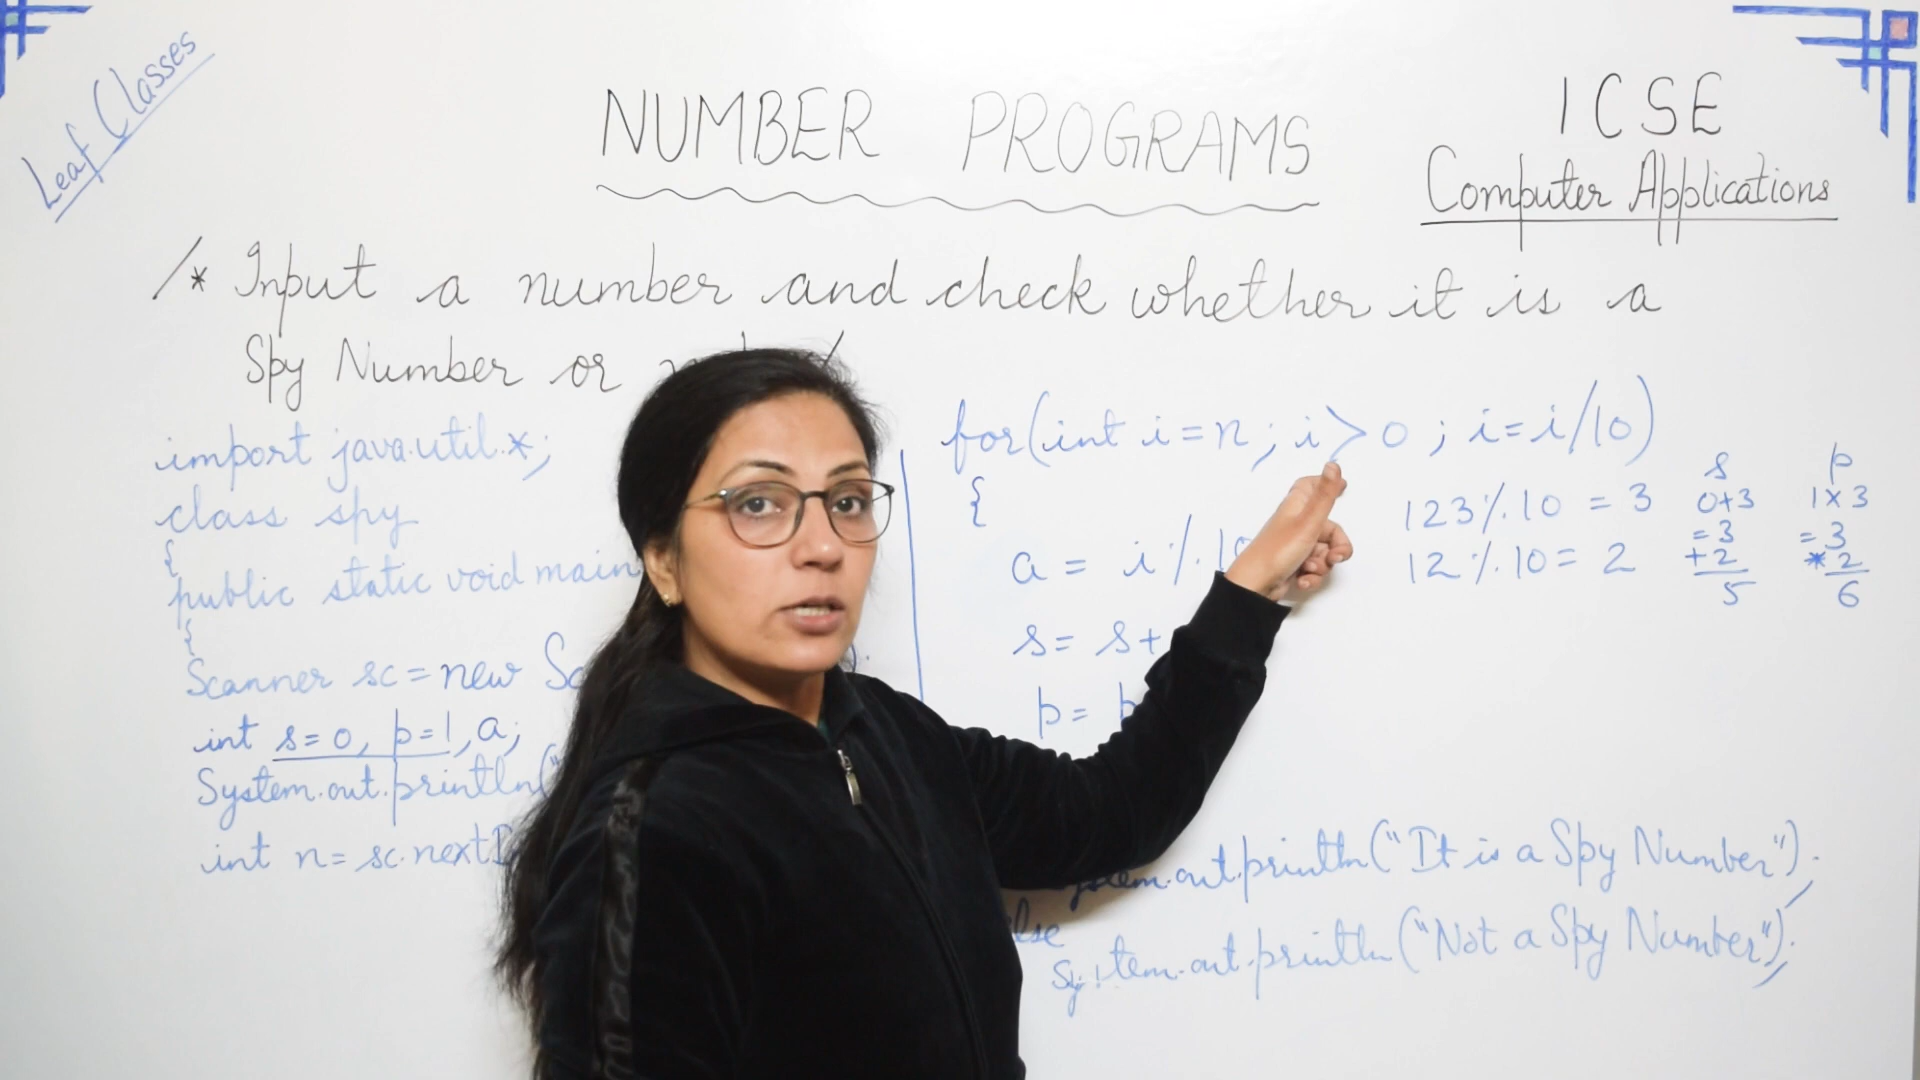 Leaf Classes
NUMBER PROGRAMS
ICSE
Computer Applications
/* Input a number and check whether it is a
Spy Number or
import java.util.*;
class spy
{
public static void main
{
Scanner sc = new Sc
int s=0, p=1, a;
System.out.println("
int n= sc.nextI
for(int i=n; i>0; i=i/10)
{
a = i%10
s= s+
p= p
System.out.println("It is a Spy Number");
else
System.out.println("Not a Spy Number");
123%10 = 3
12%10 = 2
s
0+3
=3
+2
5
p
1x3
=3
*2
6